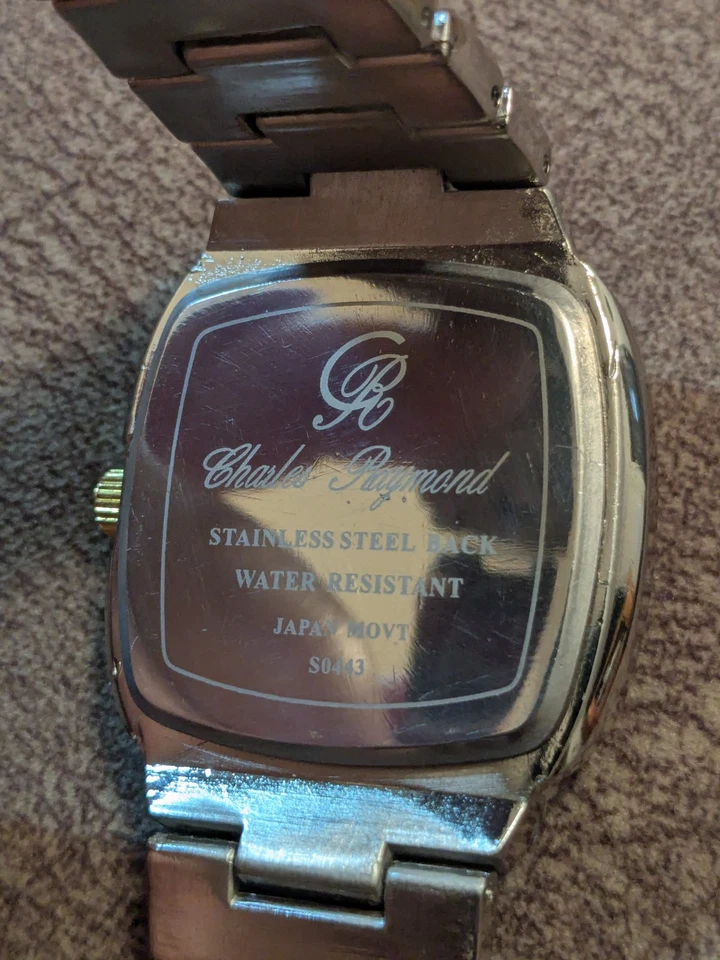 CR
Charles Raymond
STAINLESS STEEL BACK
WATER RESISTANT
JAPAN MOVT
S0443